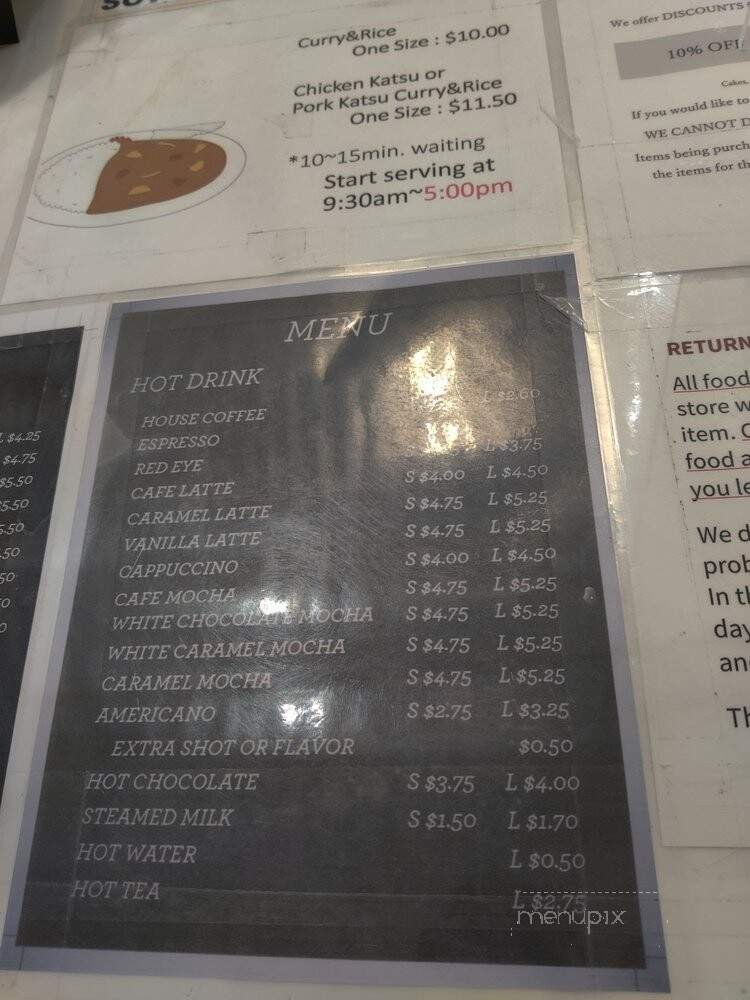 Curry&Rice
One Size : $10.00
Chicken Katsu or
Pork Katsu Curry&Rice
One Size : $11.50
*10~15min. waiting
Start serving at
9:30am~5:00pm
We offer DISCOUNTS
10% OFF
Cakes,
If you would like to
WE CANNOT
Items being purch
the items for th
L $4.25
$4.75
$5.50
$5.50
5.50
.50
50
MENU
HOT DRINK
HOUSE COFFEE L $2.60
ESPRESSO
RED EYE L $3.75
CAFE LATTE S $4.00 L $4.50
CARAMEL LATTE S $4.75 L $5.25
VANILLA LATTE S $4.75 L $5.25
CAPPUCCINO S $4.00 L $4.50
CAFE MOCHA S $4.75 L $5.25
WHITE CHOCOLATE MOCHA S $4.75 L $5.25
WHITE CARAMEL MOCHA S $4.75 L $5.25
CARAMEL MOCHA S $4.75 L $5.25
AMERICANO S $2.75 L $3.25
EXTRA SHOT OR FLAVOR $0.50
HOT CHOCOLATE S $3.75 L $4.00
STEAMED MILK S $1.50 L $1.70
HOT WATER L $0.50
HOT TEA L $2.75
RETURN
All food
store w
item.
food a
you le
We d
prob
In th
day
an
Th
menupix